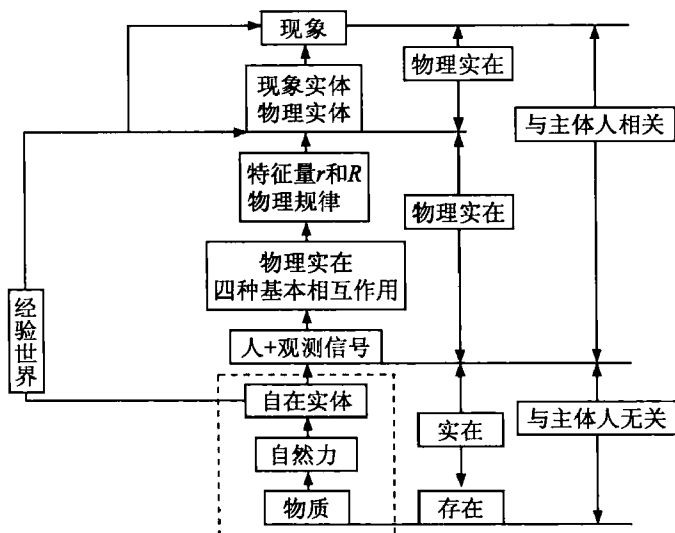 现象
现象实体
物理实体
物理实在
与主体人相关
特征量r和R
物理规律
物理实在
物理实在
四种基本相互作用
经验世界
人+观测信号
自在实体
实在
与主体人无关
自然力
物质
存在